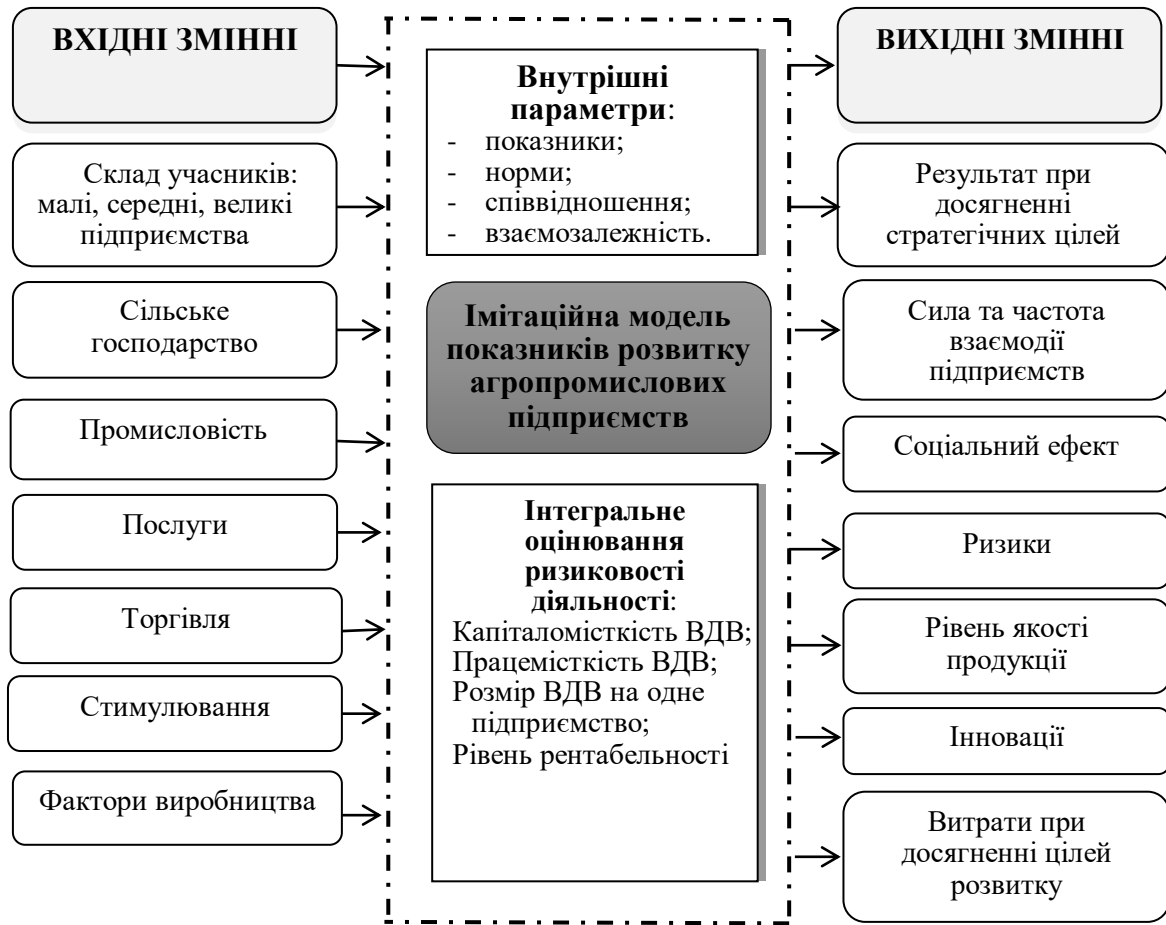 ВХІДНІ ЗМІННІ
Склад учасників:
малі, середні, великі
підприємства
Сільське
господарство
Промисловість
Послуги
Торгівля
Стимулювання
Фактори виробництва
Внутрішні
параметри:
- показники;
- норми;
- співвідношення;
- взаємозалежність.
Імітаційна модель
показників розвитку
агропромислових
підприємств
Інтегральне
оцінювання
ризиковості
діяльності:
Капіталомісткість ВДВ;
Працемісткість ВДВ;
Розмір ВДВ на одне
підприємство;
Рівень рентабельності
ВИХІДНІ ЗМІННІ
Результат при
досягненні
стратегічних цілей
Сила та частота
взаємодії
підприємств
Соціальний ефект
Ризики
Рівень якості
продукції
Інновації
Витрати при
досягненні цілей
розвитку